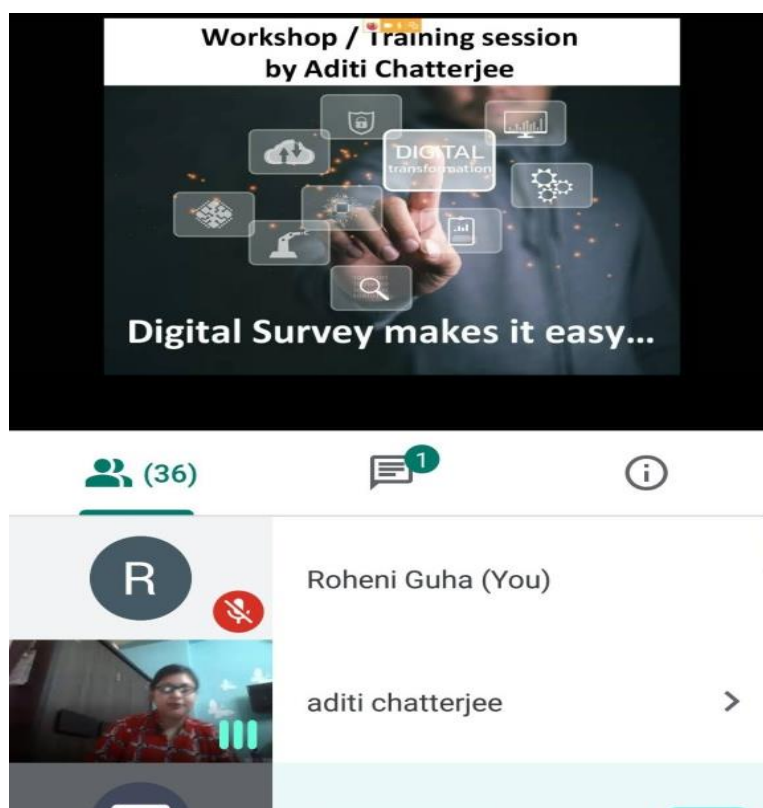 Workshop / Training session
by Aditi Chatterjee
DIGITAL
transformation
Digital Survey makes it easy...
(36)
1
R
Roheni Guha (You)
aditi chatterjee